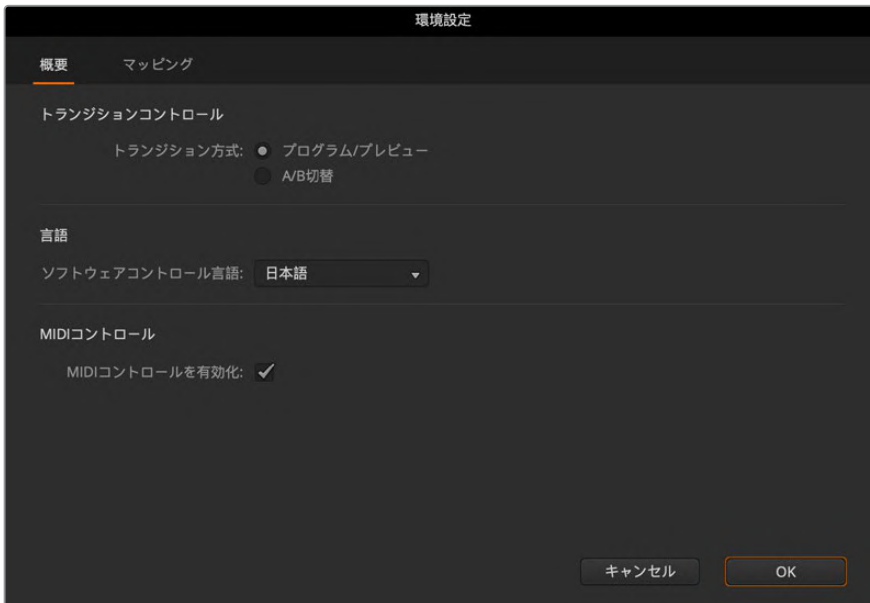 環境設定
概要 マッピング
トランジションコントロール
トランジション方式: プログラム/プレビュー
A/B切替
言語
ソフトウェアコントロール言語: 日本語
MIDIコントロール
MIDIコントロールを有効化:
キャンセル OK